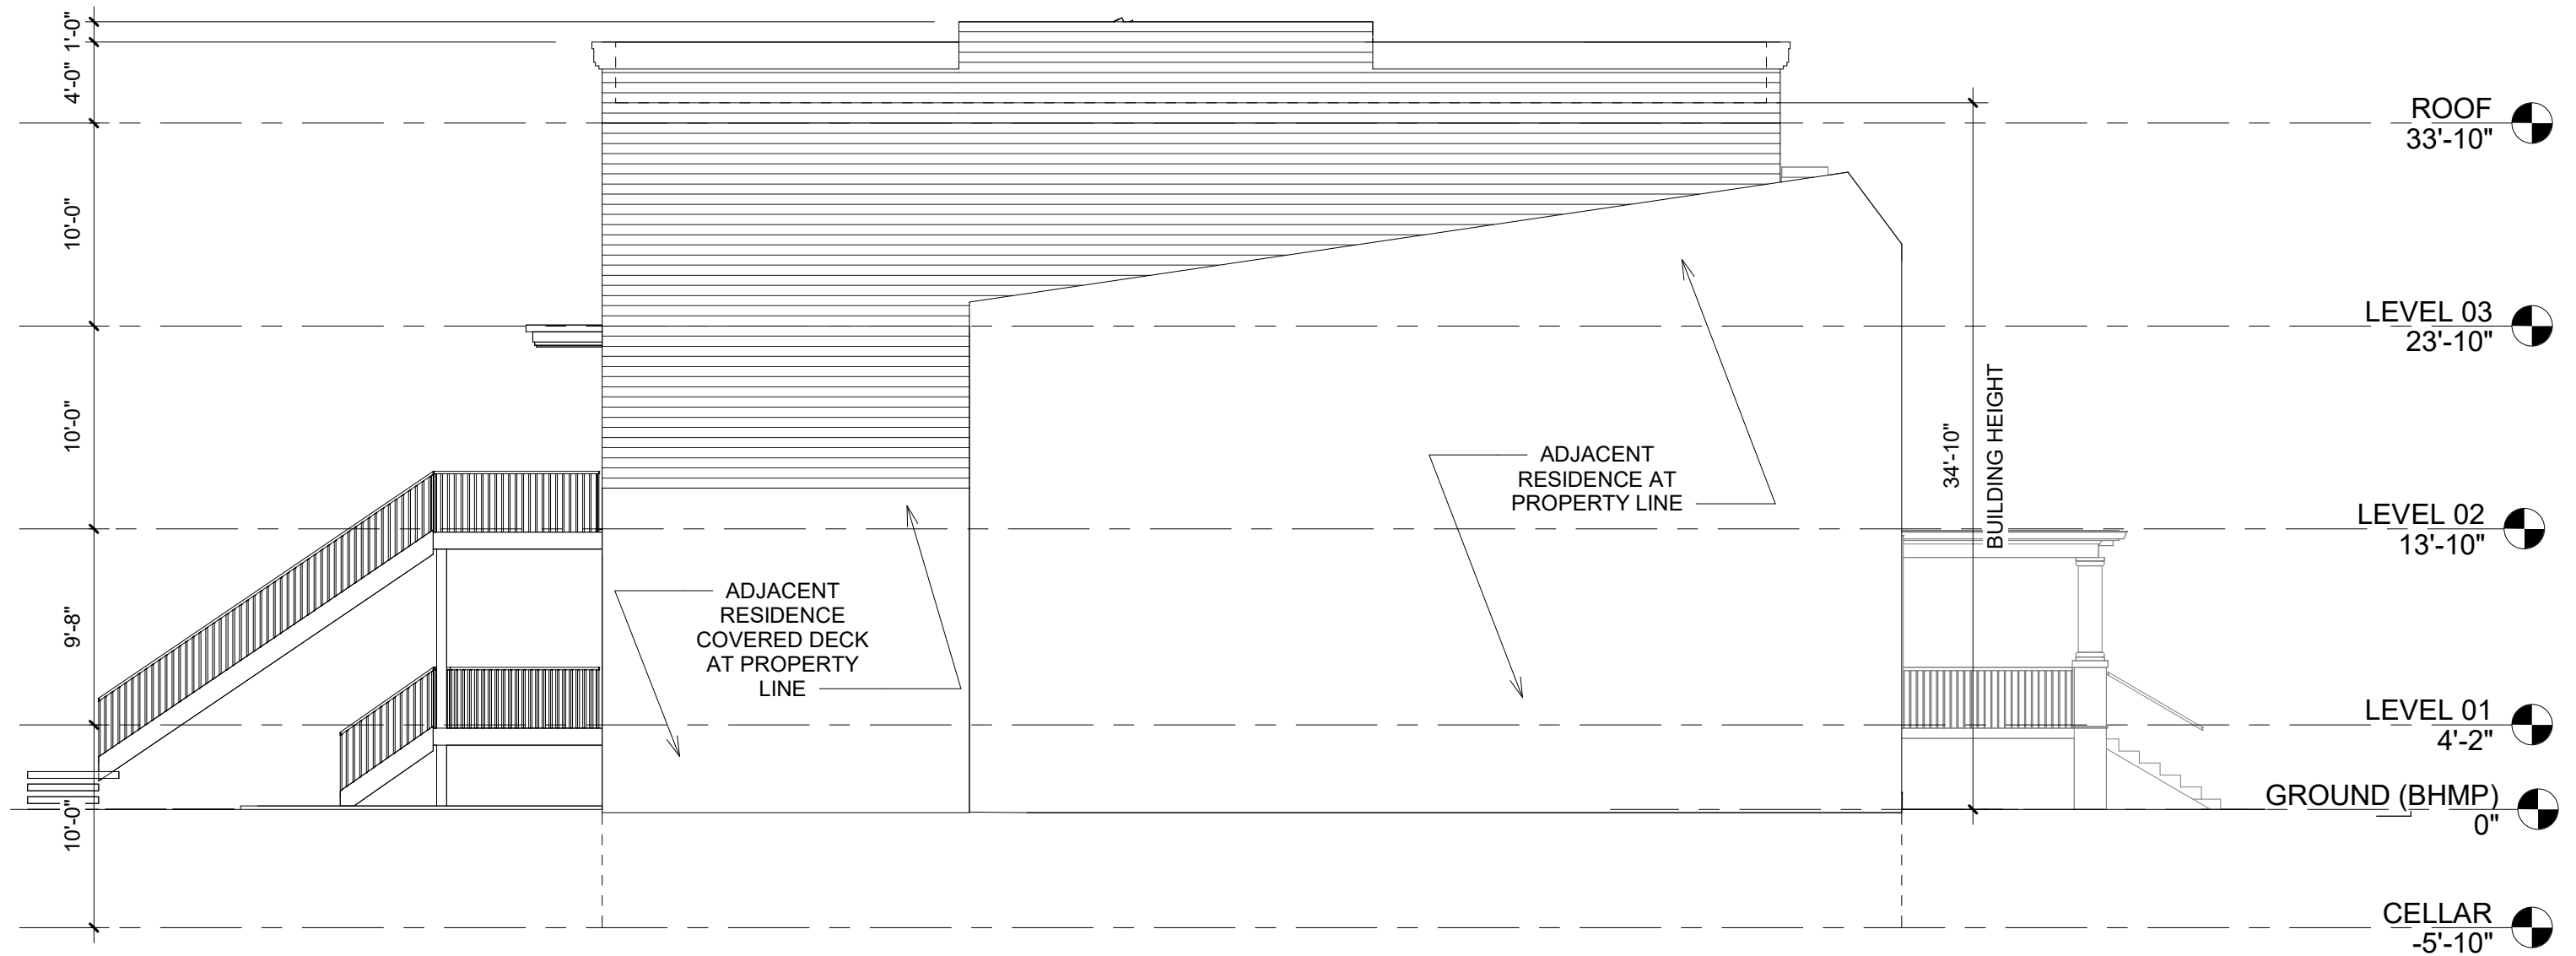 1'-0"
4'-0"
10'-0"
10'-0"
9'-8"
10'-0"
ADJACENT
RESIDENCE
COVERED DECK
AT PROPERTY
LINE
ADJACENT
RESIDENCE AT
PROPERTY LINE
34'-10"
BUILDING HEIGHT
ROOF
33'-10"
LEVEL 03
23'-10"
LEVEL 02
13'-10"
LEVEL 01
4'-2"
GROUND (BHMP)
0"
CELLAR
-5'-10"